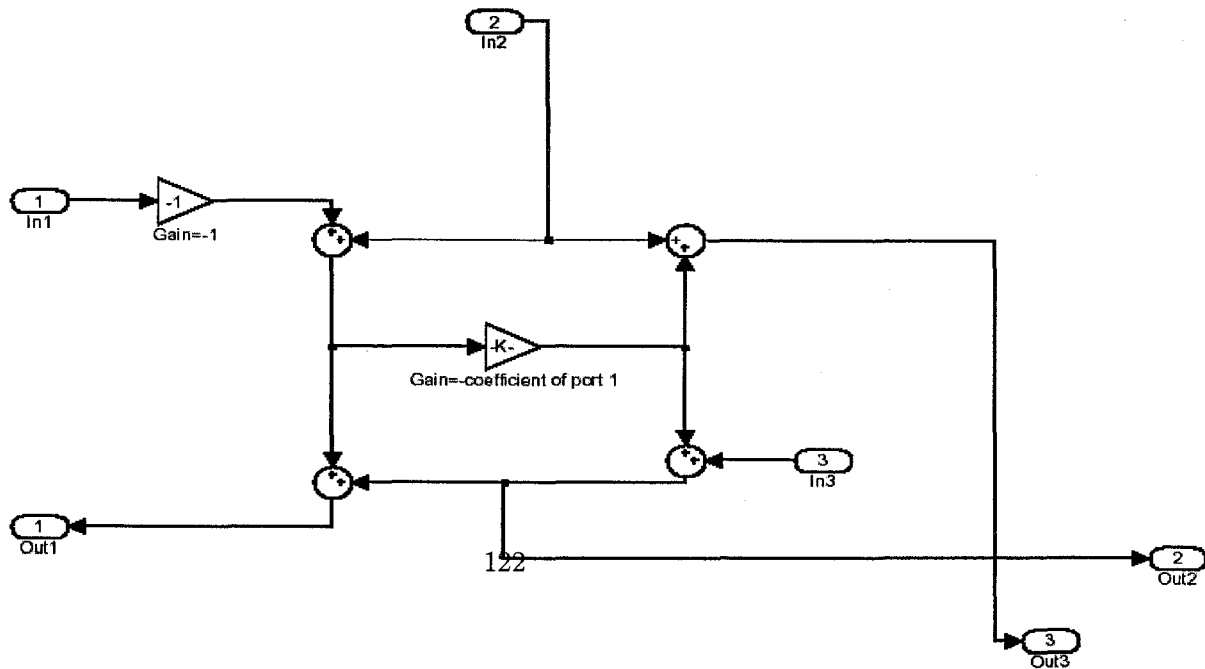 2
In2
1
In1
-1
Gain=-1
+
+
+
+
-K-
Gain=-coefficient of port 1
+
+
+
+
3
In3
1
Out1
122
2
Out2
3
Out3